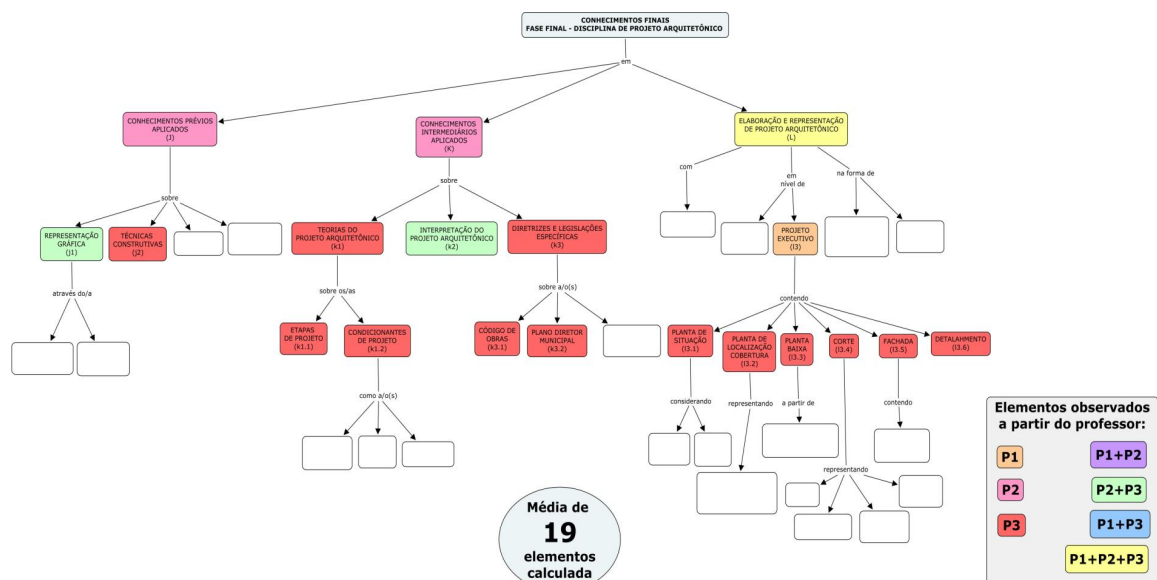 CONHECIMENTOS FINAIS
FASE FINAL - DISCIPLINA DE PROJETO ARQUITETÔNICO
em
CONHECIMENTOS PRÉVIOS
APLICADOS
(J)
CONHECIMENTOS
INTERMEDIÁRIOS
APLICADOS
(K)
ELABORAÇÃO E REPRESENTAÇÃO
DE PROJETO ARQUITETÔNICO
(L)
sobre
sobre
com
em
nível de
na forma de
REPRESENTAÇÃO
GRÁFICA
(j1)
TÉCNICAS
CONSTRUTIVAS
(j2)
TEORIAS DO
PROJETO ARQUITETÔNICO
(k1)
INTERPRETAÇÃO DO
PROJETO ARQUITETÔNICO
(k2)
DIRETRIZES E LEGISLAÇÕES
ESPECÍFICAS
(k3)
PROJETO
EXECUTIVO
(l3)
através do/a
sobre os/as
sobre a/o(s)
contendo
ETAPAS
DE PROJETO
(k1.1)
CONDICIONANTES
DE PROJETO
(k1.2)
CÓDIGO DE
OBRAS
(k3.1)
PLANO DIRETOR
MUNICIPAL
(k3.2)
PLANTA DE
SITUAÇÃO
(l3.1)
PLANTA DE
LOCALIZAÇÃO
COBERTURA
(l3.2)
PLANTA
BAIXA
(l3.3)
CORTE
(l3.4)
FACHADA
(l3.5)
DETALAHMENTO
(l3.6)
como a/o(s)
considerando
representando
a partir de
contendo
representando
Média de
19
elementos
calculada
Elementos observados
a partir do professor:
P1
P1+P2
P2
P2+P3
P3
P1+P3
P1+P2+P3